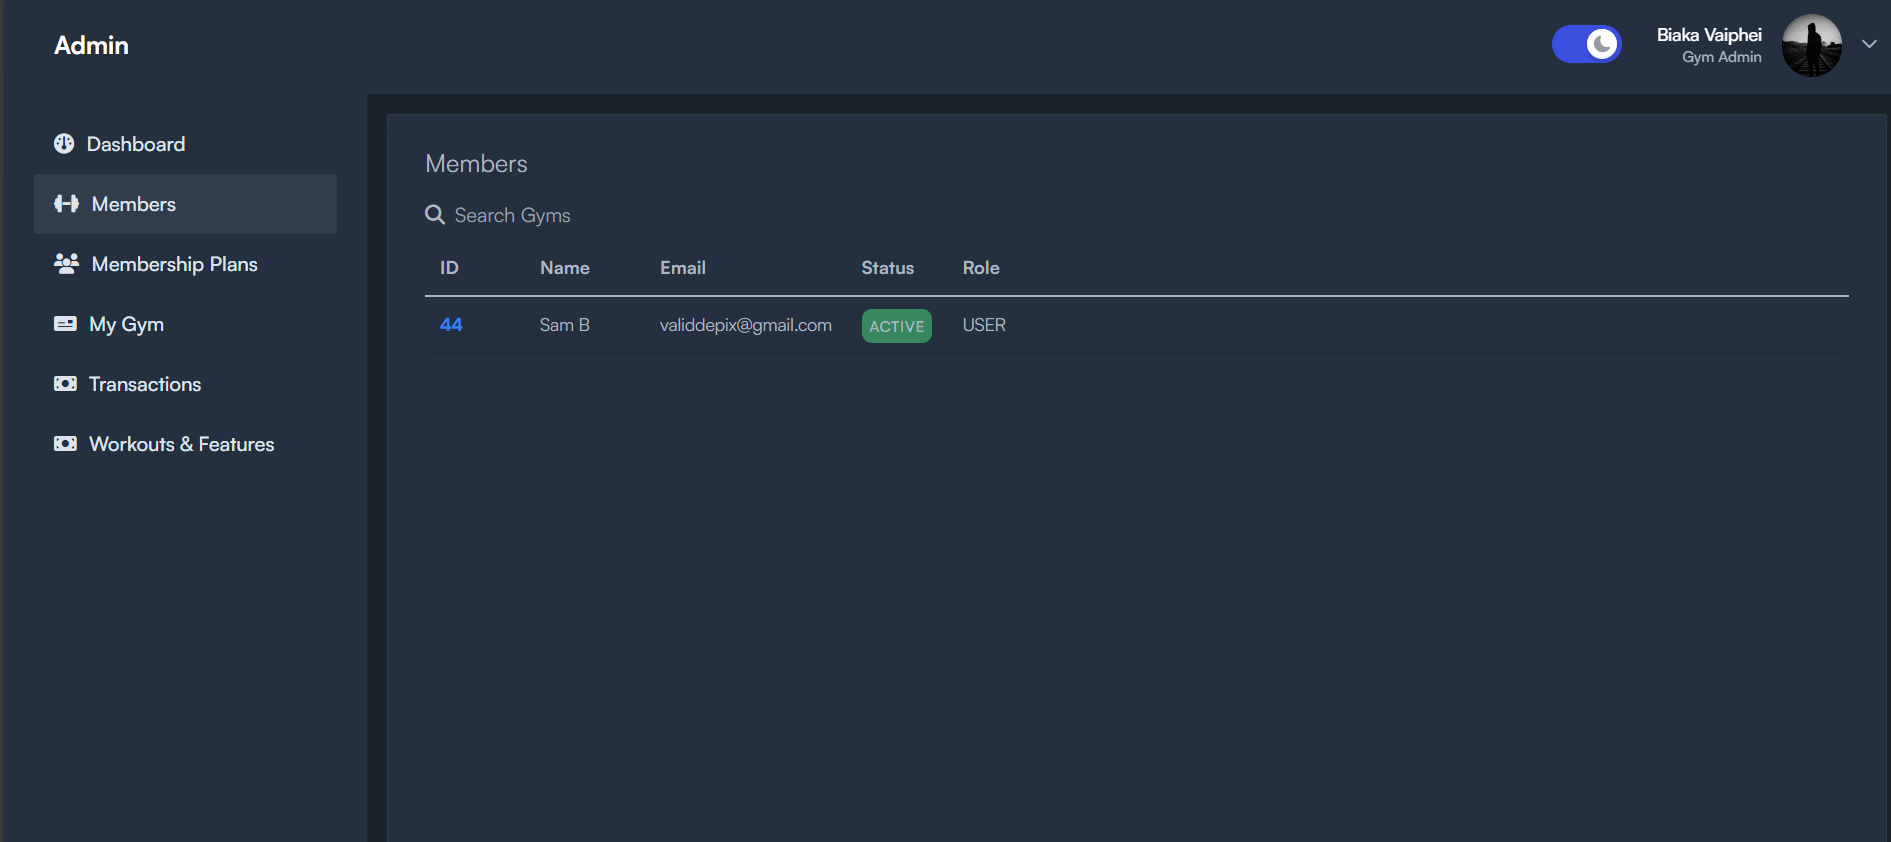 Admin
Biaka Vaiphei
Gym Admin
Dashboard
Members
Membership Plans
My Gym
Transactions
Workouts & Features
Members
Search Gyms
ID Name Email Status Role
44 Sam B validdepix@gmail.com ACTIVE USER